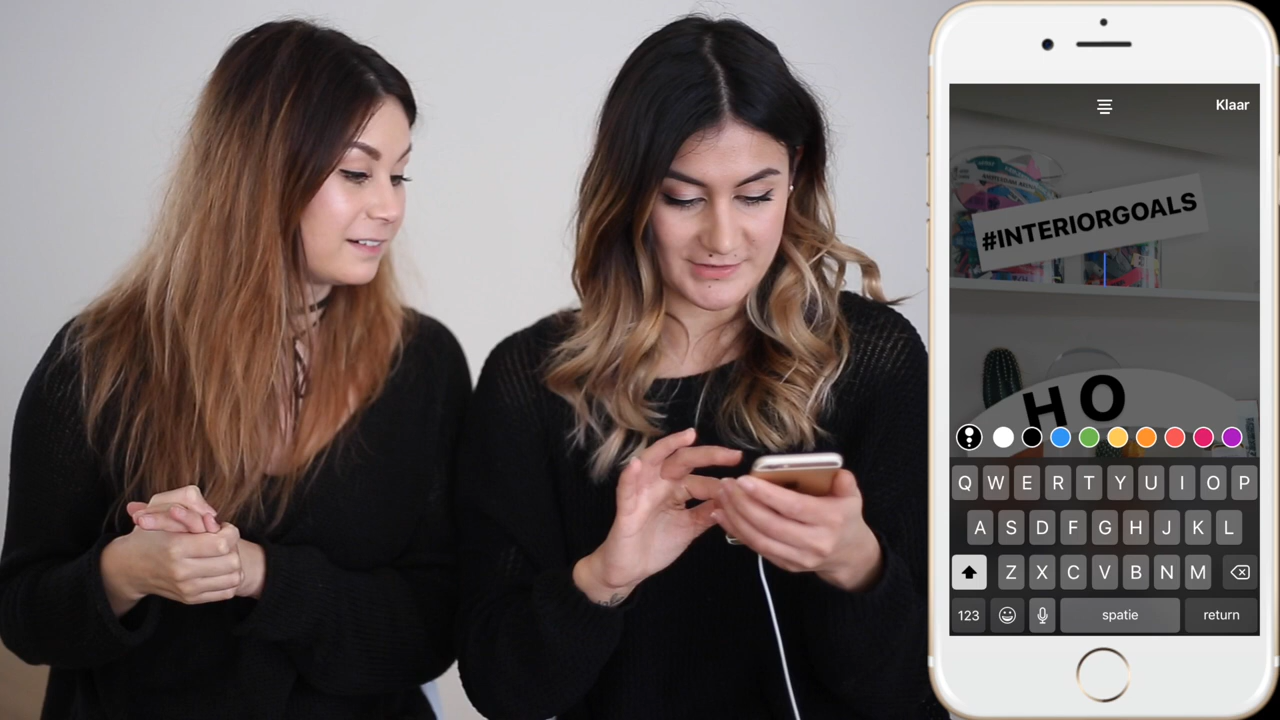 Klaar
#INTERIORGOALS
HO
Q W E R T Y U I O P
A S D F G H J K L
Z X C V B N M
123 spatie return